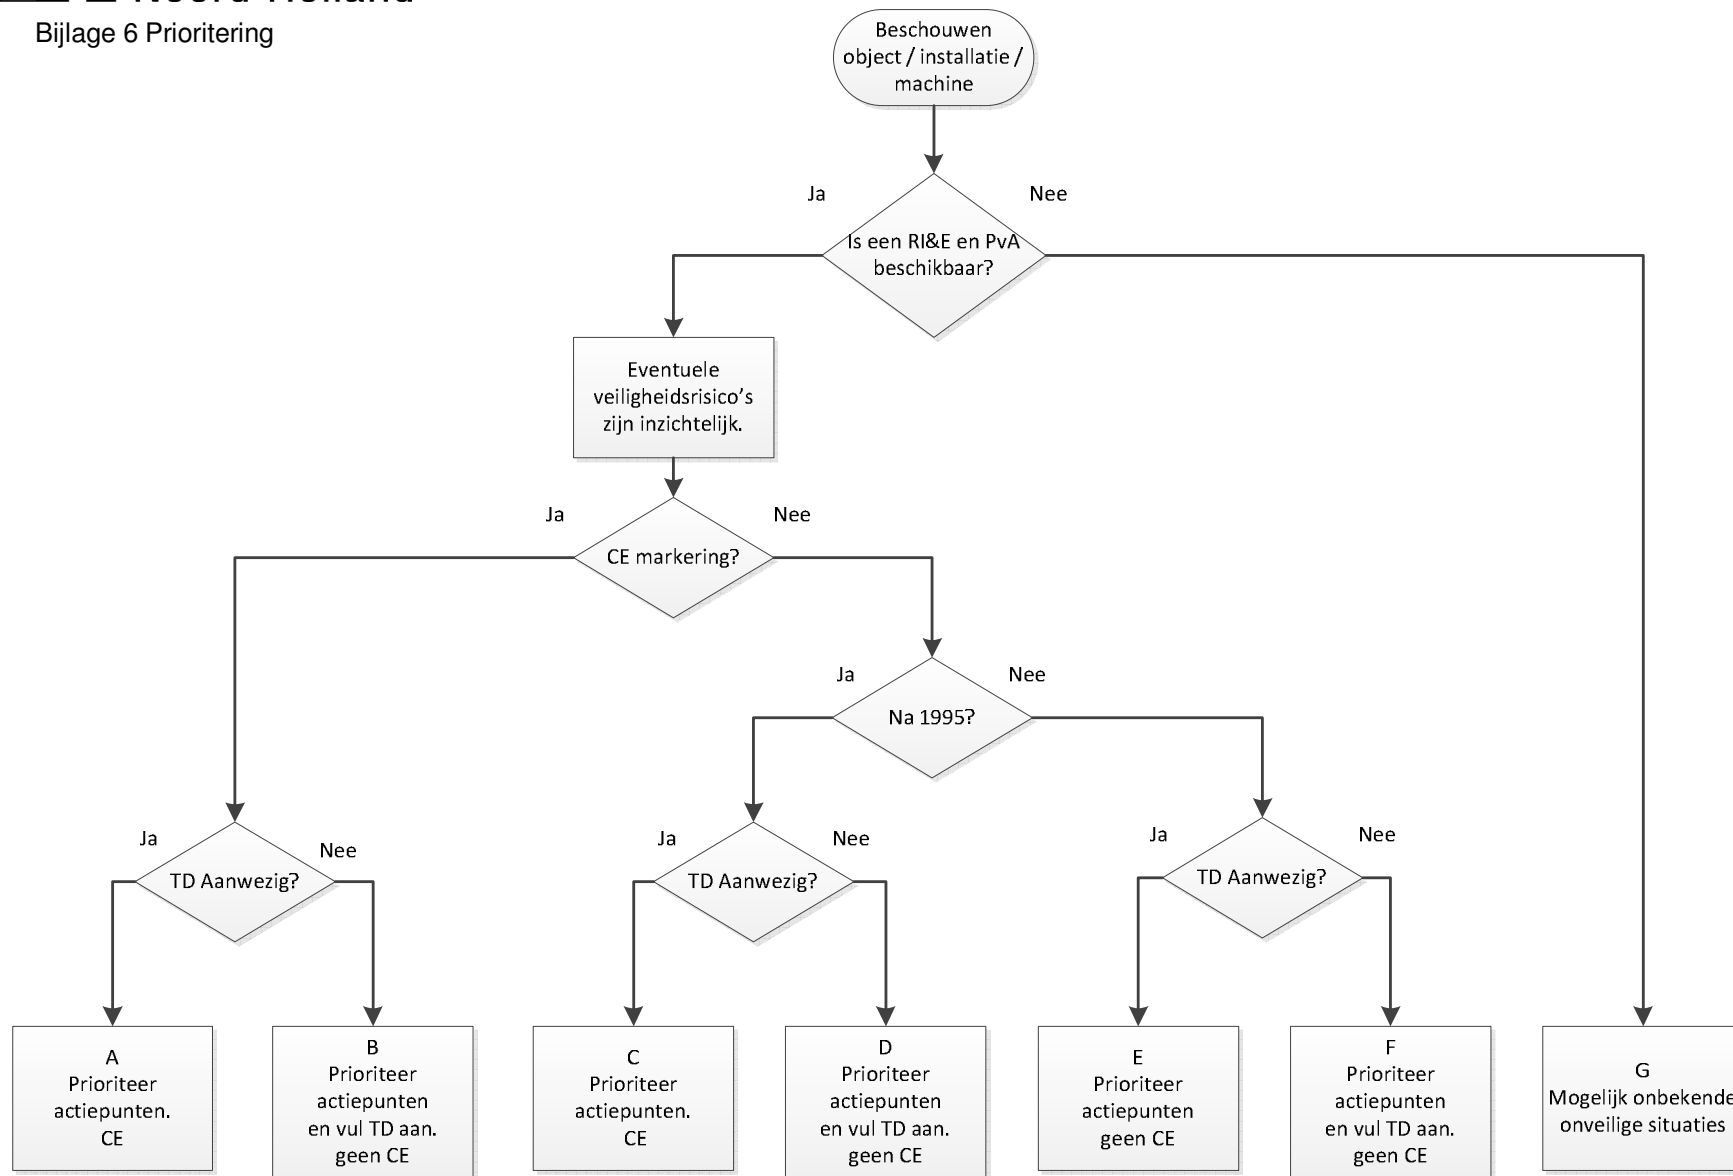 Noord-Holland
Bijlage 6 Prioritering
Beschouwen
object / installatie /
machine
Ja
Nee
Is een RI&E en PvA
beschikbaar?
Eventuele
veiligheidsrisico's
zijn inzichtelijk.
Ja
Nee
CE markering?
Ja
Nee
Na 1995?
Ja
Nee
TD Aanwezig?
Ja
Nee
TD Aanwezig?
Ja
Nee
TD Aanwezig?
A
Prioriteer
actiepunten.
CE
B
Prioriteer
actiepunten
en vul TD aan.
geen CE
C
Prioriteer
actiepunten.
CE
D
Prioriteer
actiepunten
en vul TD aan.
geen CE
E
Prioriteer
actiepunten
geen CE
F
Prioriteer
actiepunten
en vul TD aan.
geen CE
G
Mogelijk onbekende
onveilige situaties